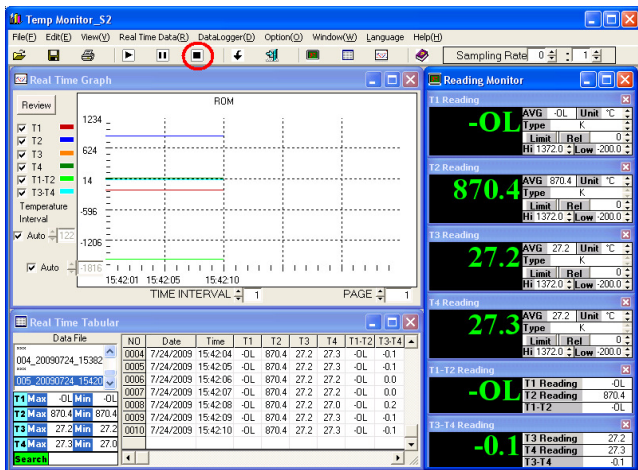 Temp Monitor_S2
File(F) Edit(E) View(V) Real Time Data(R) DataLogger(D) Option(O) Window(W) Language Help(H)
Sampling Rate 0 : 1
Real Time Graph
Review
ROM
T1
T2
T3
T4
T1-T2
T3-T4
Temperature
Interval
Auto 122
Auto -1816
1234
624
14
-596
-1206
15:42:01 15:42:05 15:42:10
TIME INTERVAL 1 PAGE 1
Real Time Tabular
Data File
004_20090724_15382
005_20090724_15420
T1 Max -OL Min -OL
T2 Max 870.4 Min 870.4
T3 Max 27.2 Min 27.2
T4 Max 27.3 Min 27.0
Search
NO Date Time T1 T2 T3 T4 T1-T2 T3-T4
0004 7/24/2009 15:42:04 -OL 870.4 27.2 27.3 -OL -0.1
0005 7/24/2009 15:42:05 -OL 870.4 27.2 27.3 -OL -0.1
0006 7/24/2009 15:42:06 -OL 870.4 27.2 27.2 -OL 0.0
0007 7/24/2009 15:42:07 -OL 870.4 27.2 27.2 -OL 0.0
0008 7/24/2009 15:42:08 -OL 870.4 27.2 27.0 -OL 0.2
0009 7/24/2009 15:42:09 -OL 870.4 27.2 27.3 -OL -0.1
0010 7/24/2009 15:42:10 -OL 870.4 27.2 27.3 -OL -0.1
Reading Monitor
T1 Reading
-OL
AVG -OL Unit °C
Type K
Limit Rel 0
Hi 1372.0 Low -200.0
T2 Reading
870.4
AVG 870.4 Unit °C
Type K
Limit Rel 0
Hi 1372.0 Low -200.0
T3 Reading
27.2
AVG 27.2 Unit °C
Type K
Limit Rel 0
Hi 1372.0 Low -200.0
T4 Reading
27.3
AVG 27.3 Unit °C
Type K
Limit Rel 0
Hi 1372.0 Low -200.0
T1-T2 Reading
-OL
T1 Reading -OL
T2 Reading 870.4
T1-T2 -OL
T3-T4 Reading
-0.1
T3 Reading 27.2
T4 Reading 27.3
T3-T4 -0.1